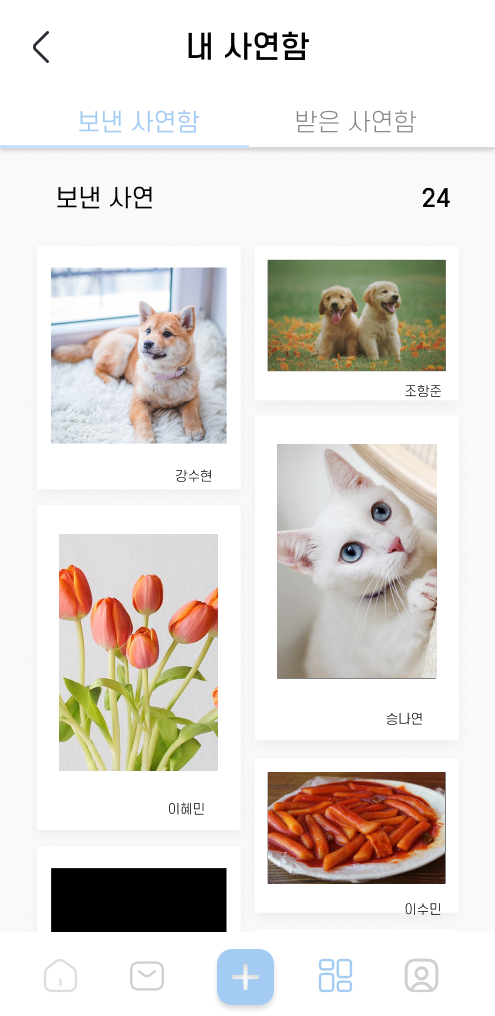 내 사연함
보낸 사연함 받은 사연함
보낸 사연 24
강수현
조항준
이혜민
승나연
이수민